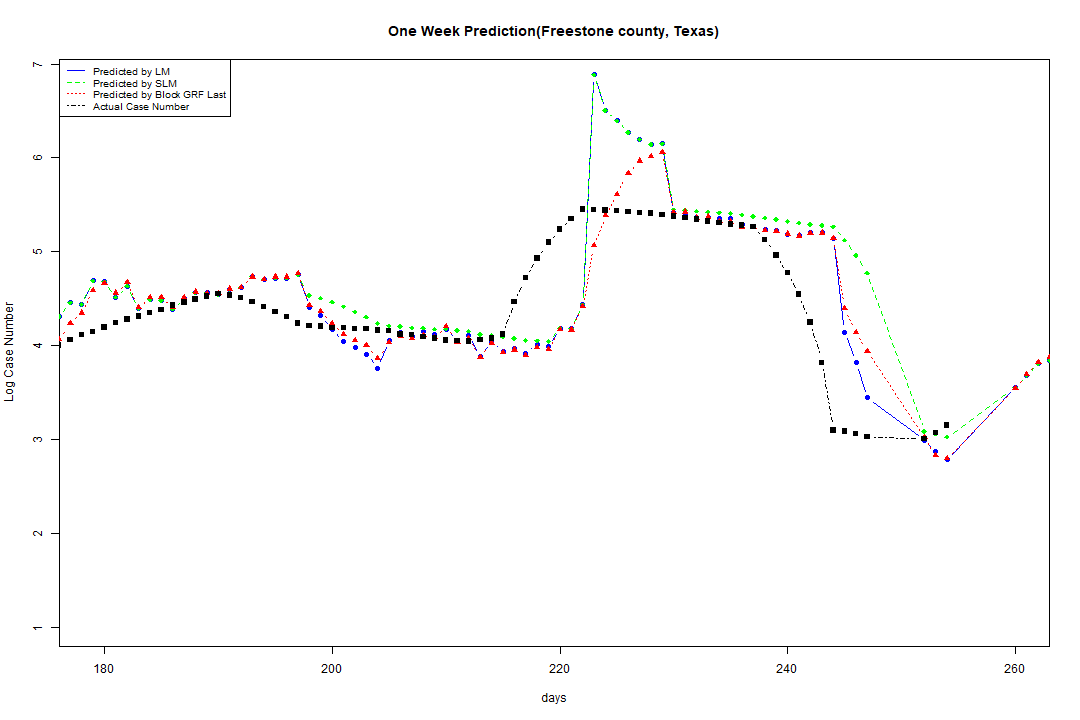 One Week Prediction(Freestone county, Texas)
Predicted by LM
Predicted by SLM
Predicted by Block GRF Last
Actual Case Number
7
6
5
4
3
2
1
Log Case Number
180 200 220 240 260
days